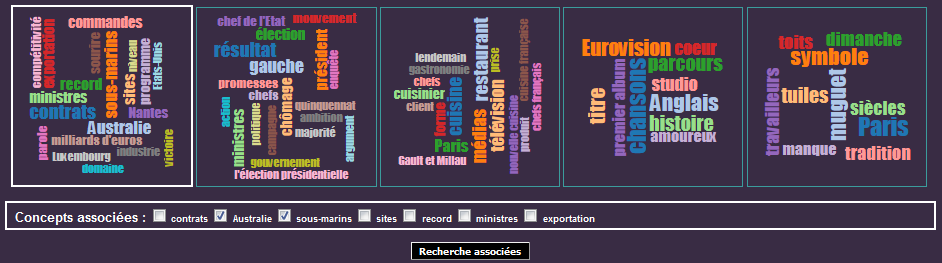 compétitivité
exportation
commandes
sourire
sous-marins
niveau
sites
programme
Etats-Unis
record
ministres
contrats
Nantes
Australie
parole
milliards d'euros
Luxembourg
industrie
victoire
domaine
chef de l'Etat
mouvement
élection
résultat
président
enquête
gauche
promesses
chefs
chômage
action
ministres
politique
campagne
quinquennat
ambition
majorité
argument
gouvernement
l'élection présidentielle
lendemain
gastronomie
chefs
cuisinier
client
restaurant
prise
cuisine française
cuisine
forme
Paris
Gault et Millau
médias
télévision
nouvelle cuisine
produit
chefs français
Eurovision
coeur
parcours
titre
premier album
chansons
studio
Anglais
histoire
amoureux
toits
dimanche
symbole
travailleurs
tuiles
muguet
siècles
Paris
manque
tradition
Concepts associées : contrats Australie sous-marins sites record ministres exportation
Recherche associées